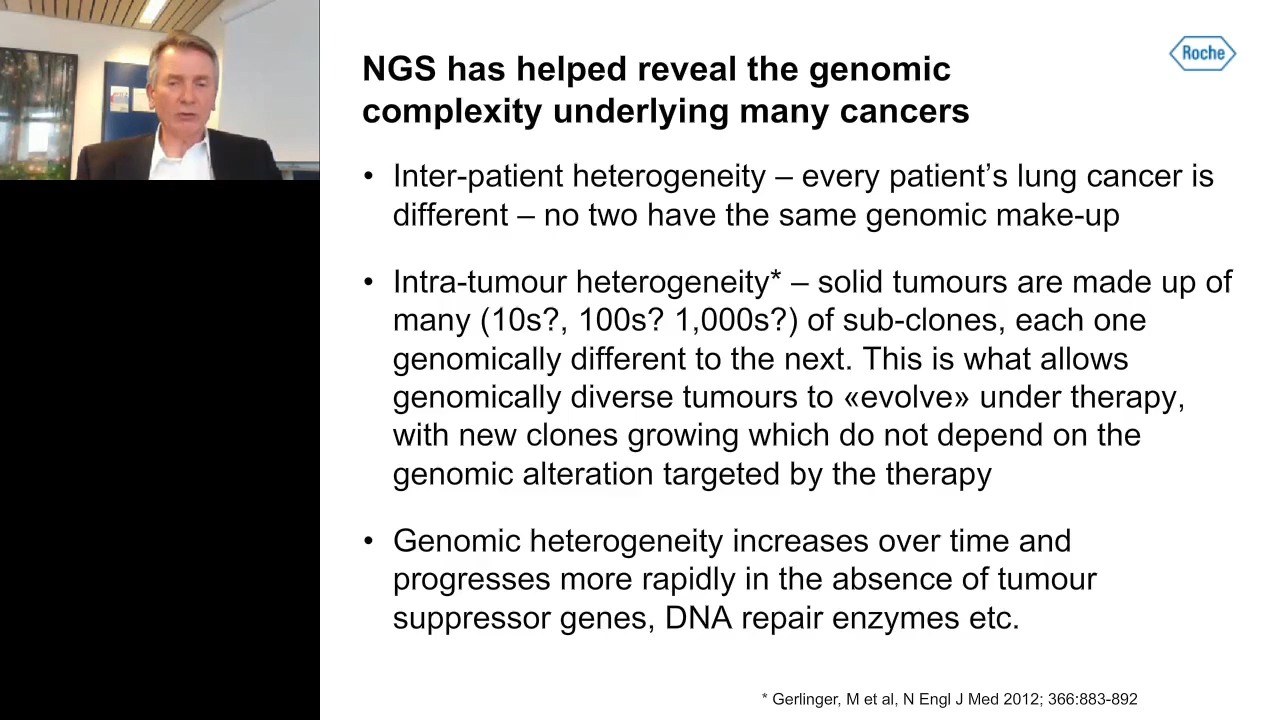 Roche
NGS has helped reveal the genomic
complexity underlying many cancers
• Inter-patient heterogeneity – every patient’s lung cancer is
different – no two have the same genomic make-up
• Intra-tumour heterogeneity* – solid tumours are made up of
many (10s?, 100s? 1,000s?) of sub-clones, each one
genomically different to the next. This is what allows
genomically diverse tumours to «evolve» under therapy,
with new clones growing which do not depend on the
genomic alteration targeted by the therapy
• Genomic heterogeneity increases over time and
progresses more rapidly in the absence of tumour
suppressor genes, DNA repair enzymes etc.
* Gerlinger, M et al, N Engl J Med 2012; 366:883-892